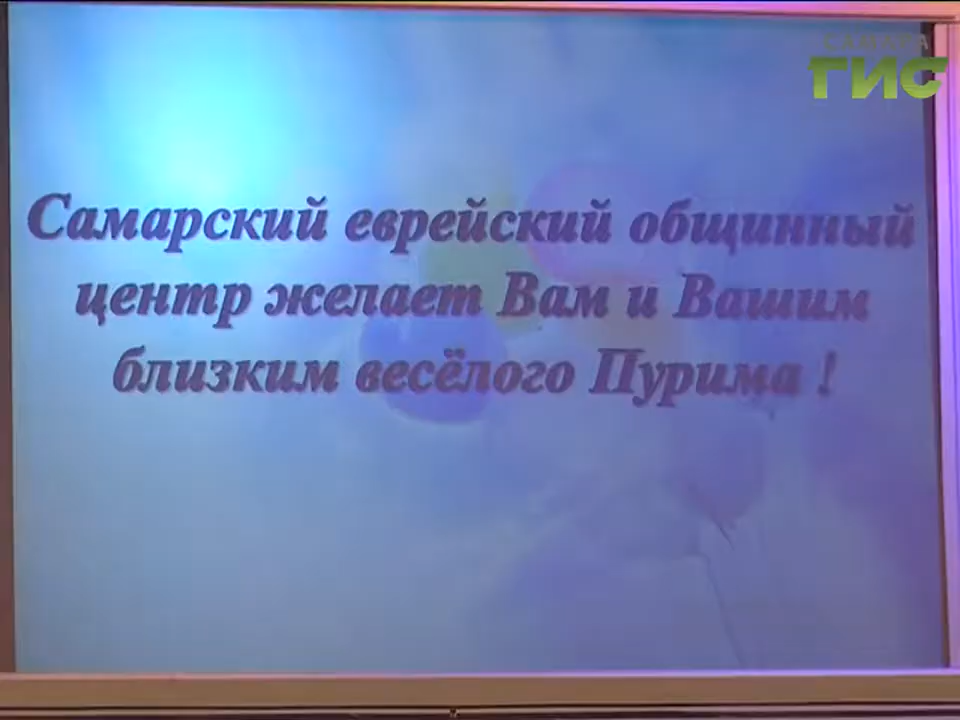 САМАРА
ГИС
Самарский еврейский общинный
центр желает Вам и Вашим
близким весёлого Пурима !